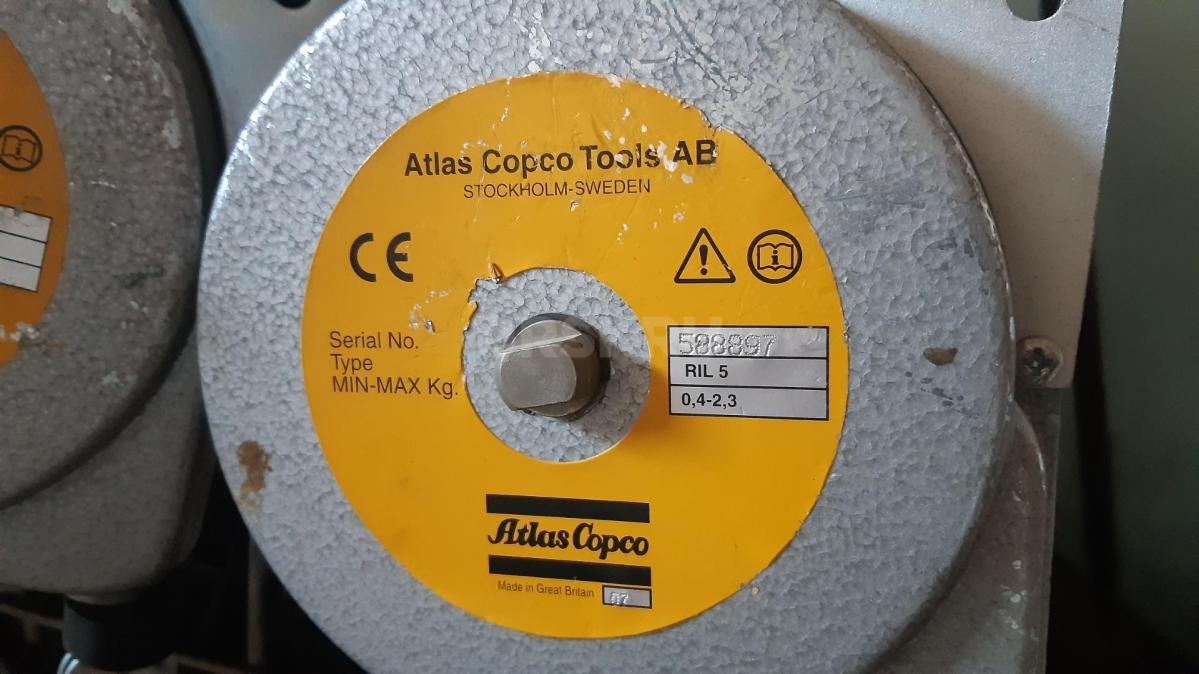 Atlas Copco Tools AB
STOCKHOLM-SWEDEN
CE
Serial No.
588897
Type
RIL 5
MIN-MAX Kg.
0,4-2,3
Atlas Copco
Made in Great Britain
07